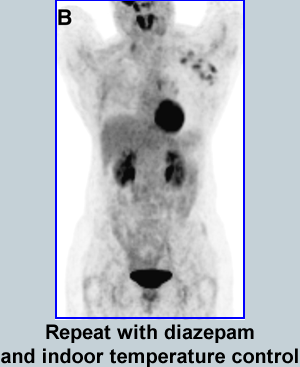 B
Repeat with diazepam
and indoor temperature control